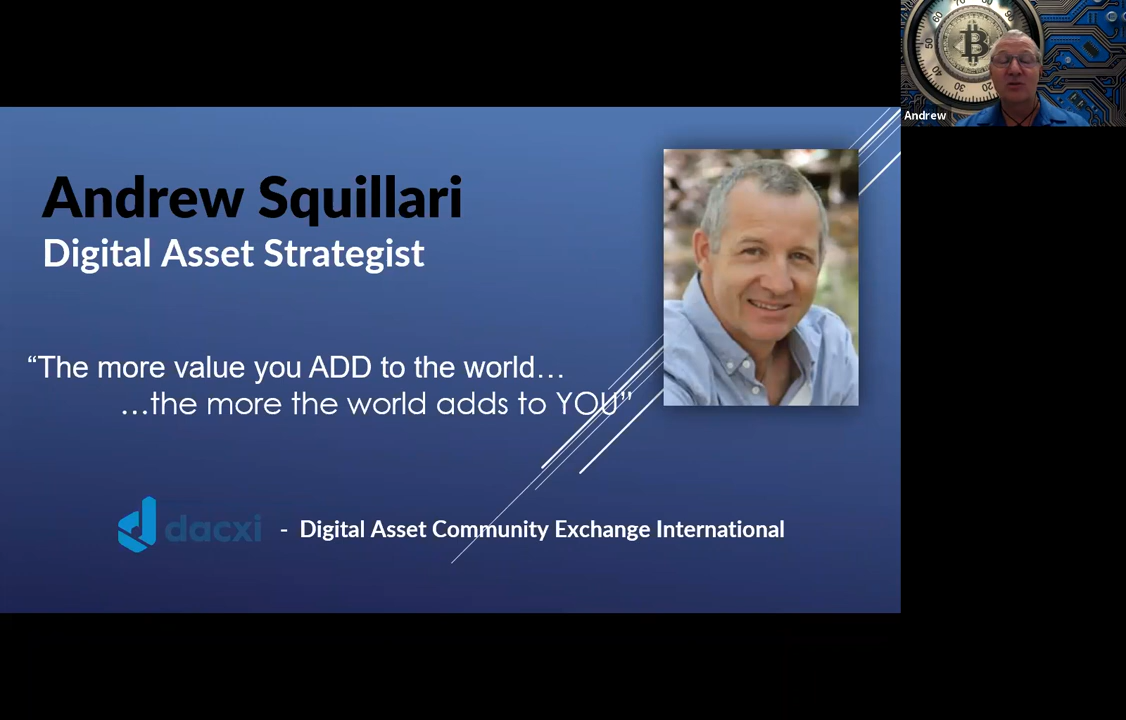 Andrew Squillari
Digital Asset Strategist
“The more value you ADD to the world…
…the more the world adds to YOU”
dacxi - Digital Asset Community Exchange International
Andrew